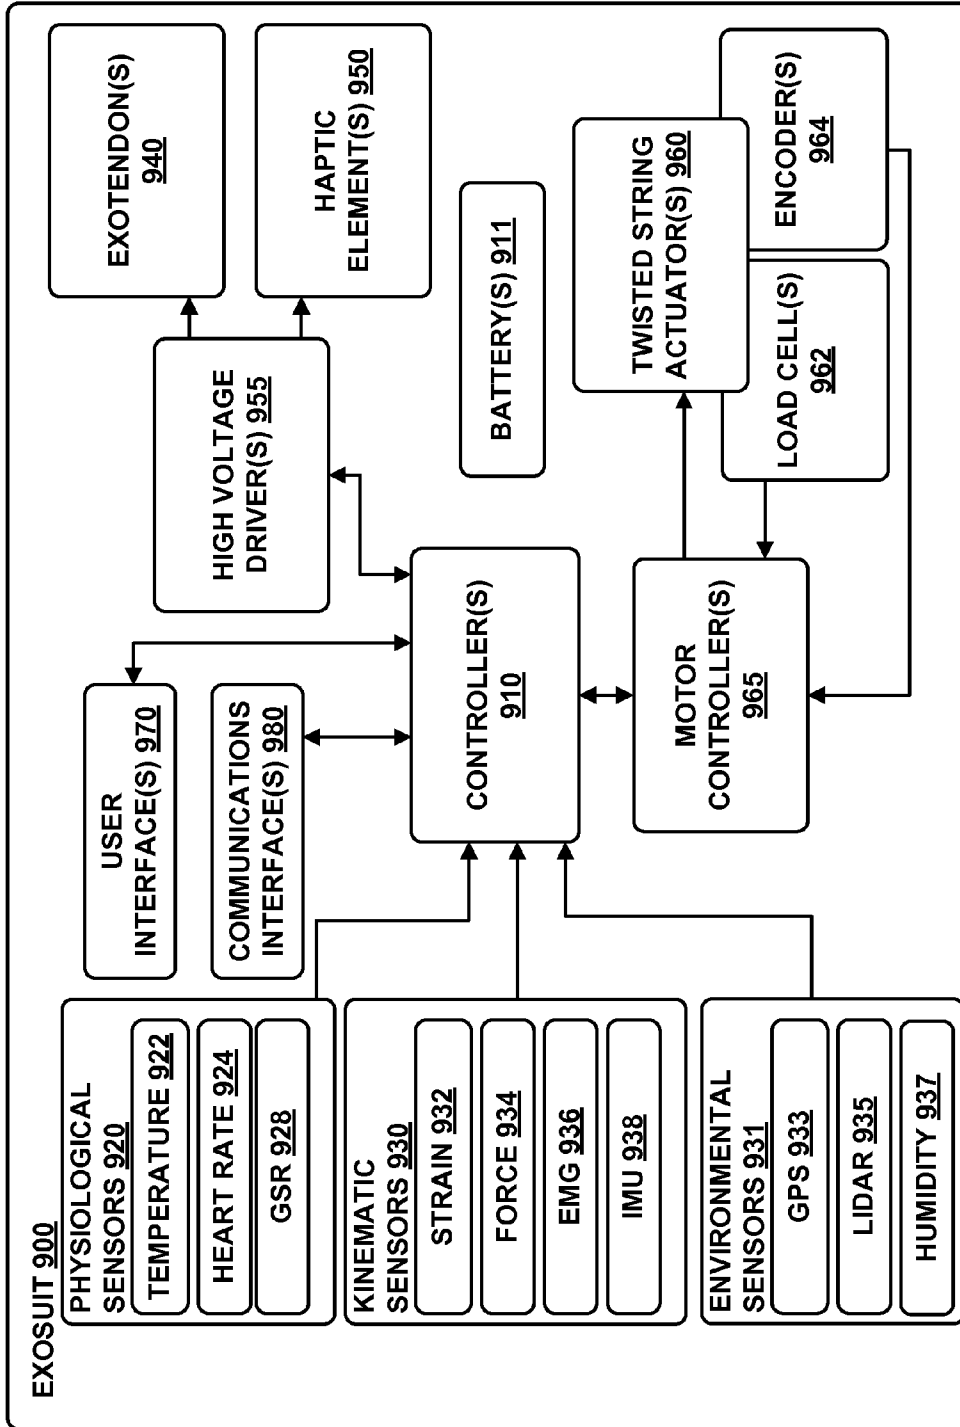 EXOSUIT 900
PHYSIOLOGICAL
SENSORS 920
TEMPERATURE 922
HEART RATE 924
GSR 928
KINEMATIC
SENSORS 930
STRAIN 932
FORCE 934
EMG 936
IMU 938
ENVIRONMENTAL
SENSORS 931
GPS 933
LIDAR 935
HUMIDITY 937
USER
INTERFACE(S) 970
COMMUNICATIONS
INTERFACE(S) 980
CONTROLLER(S)
910
MOTOR
CONTROLLER(S)
965
HIGH VOLTAGE
DRIVER(S) 955
EXOTENDON(S)
940
HAPTIC
ELEMENT(S) 950
BATTERY(S) 911
TWISTED STRING
ACTUATOR(S) 960
LOAD CELL(S)
962
ENCODER(S)
964